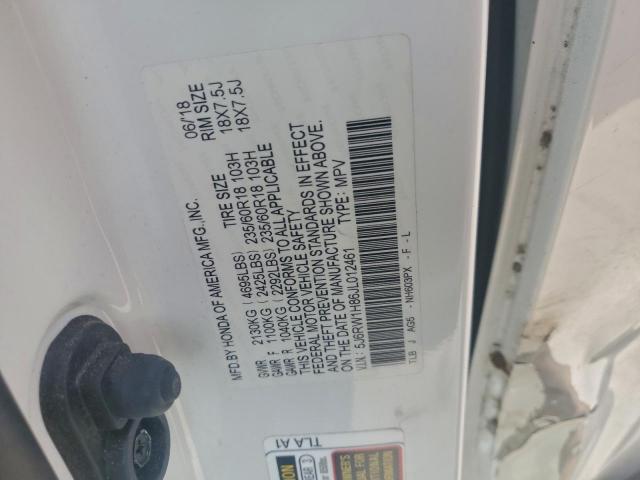 MFD.BY HONDA OF AMERICA MFG.,INC. 06/'18
TIRE SIZE RIM SIZE
GVWR 2130KG (4695LBS)
GAWR F 1100KG (2425LBS) 235/60R18 103H 18X7.5J
GAWR R 1040KG (2292LBS) 235/60R18 103H 18X7.5J
THIS VEHICLE CONFORMS TO ALL APPLICABLE
FEDERAL MOTOR VEHICLE SAFETY
AND THEFT PREVENTION STANDARDS IN EFFECT
ON THE DATE OF MANUFACTURE SHOWN ABOVE.
V.I.N.: 5J6RW1H86JL012461 TYPE: MPV
TLB J AG5 - NH603PX - F - L
TLA A1